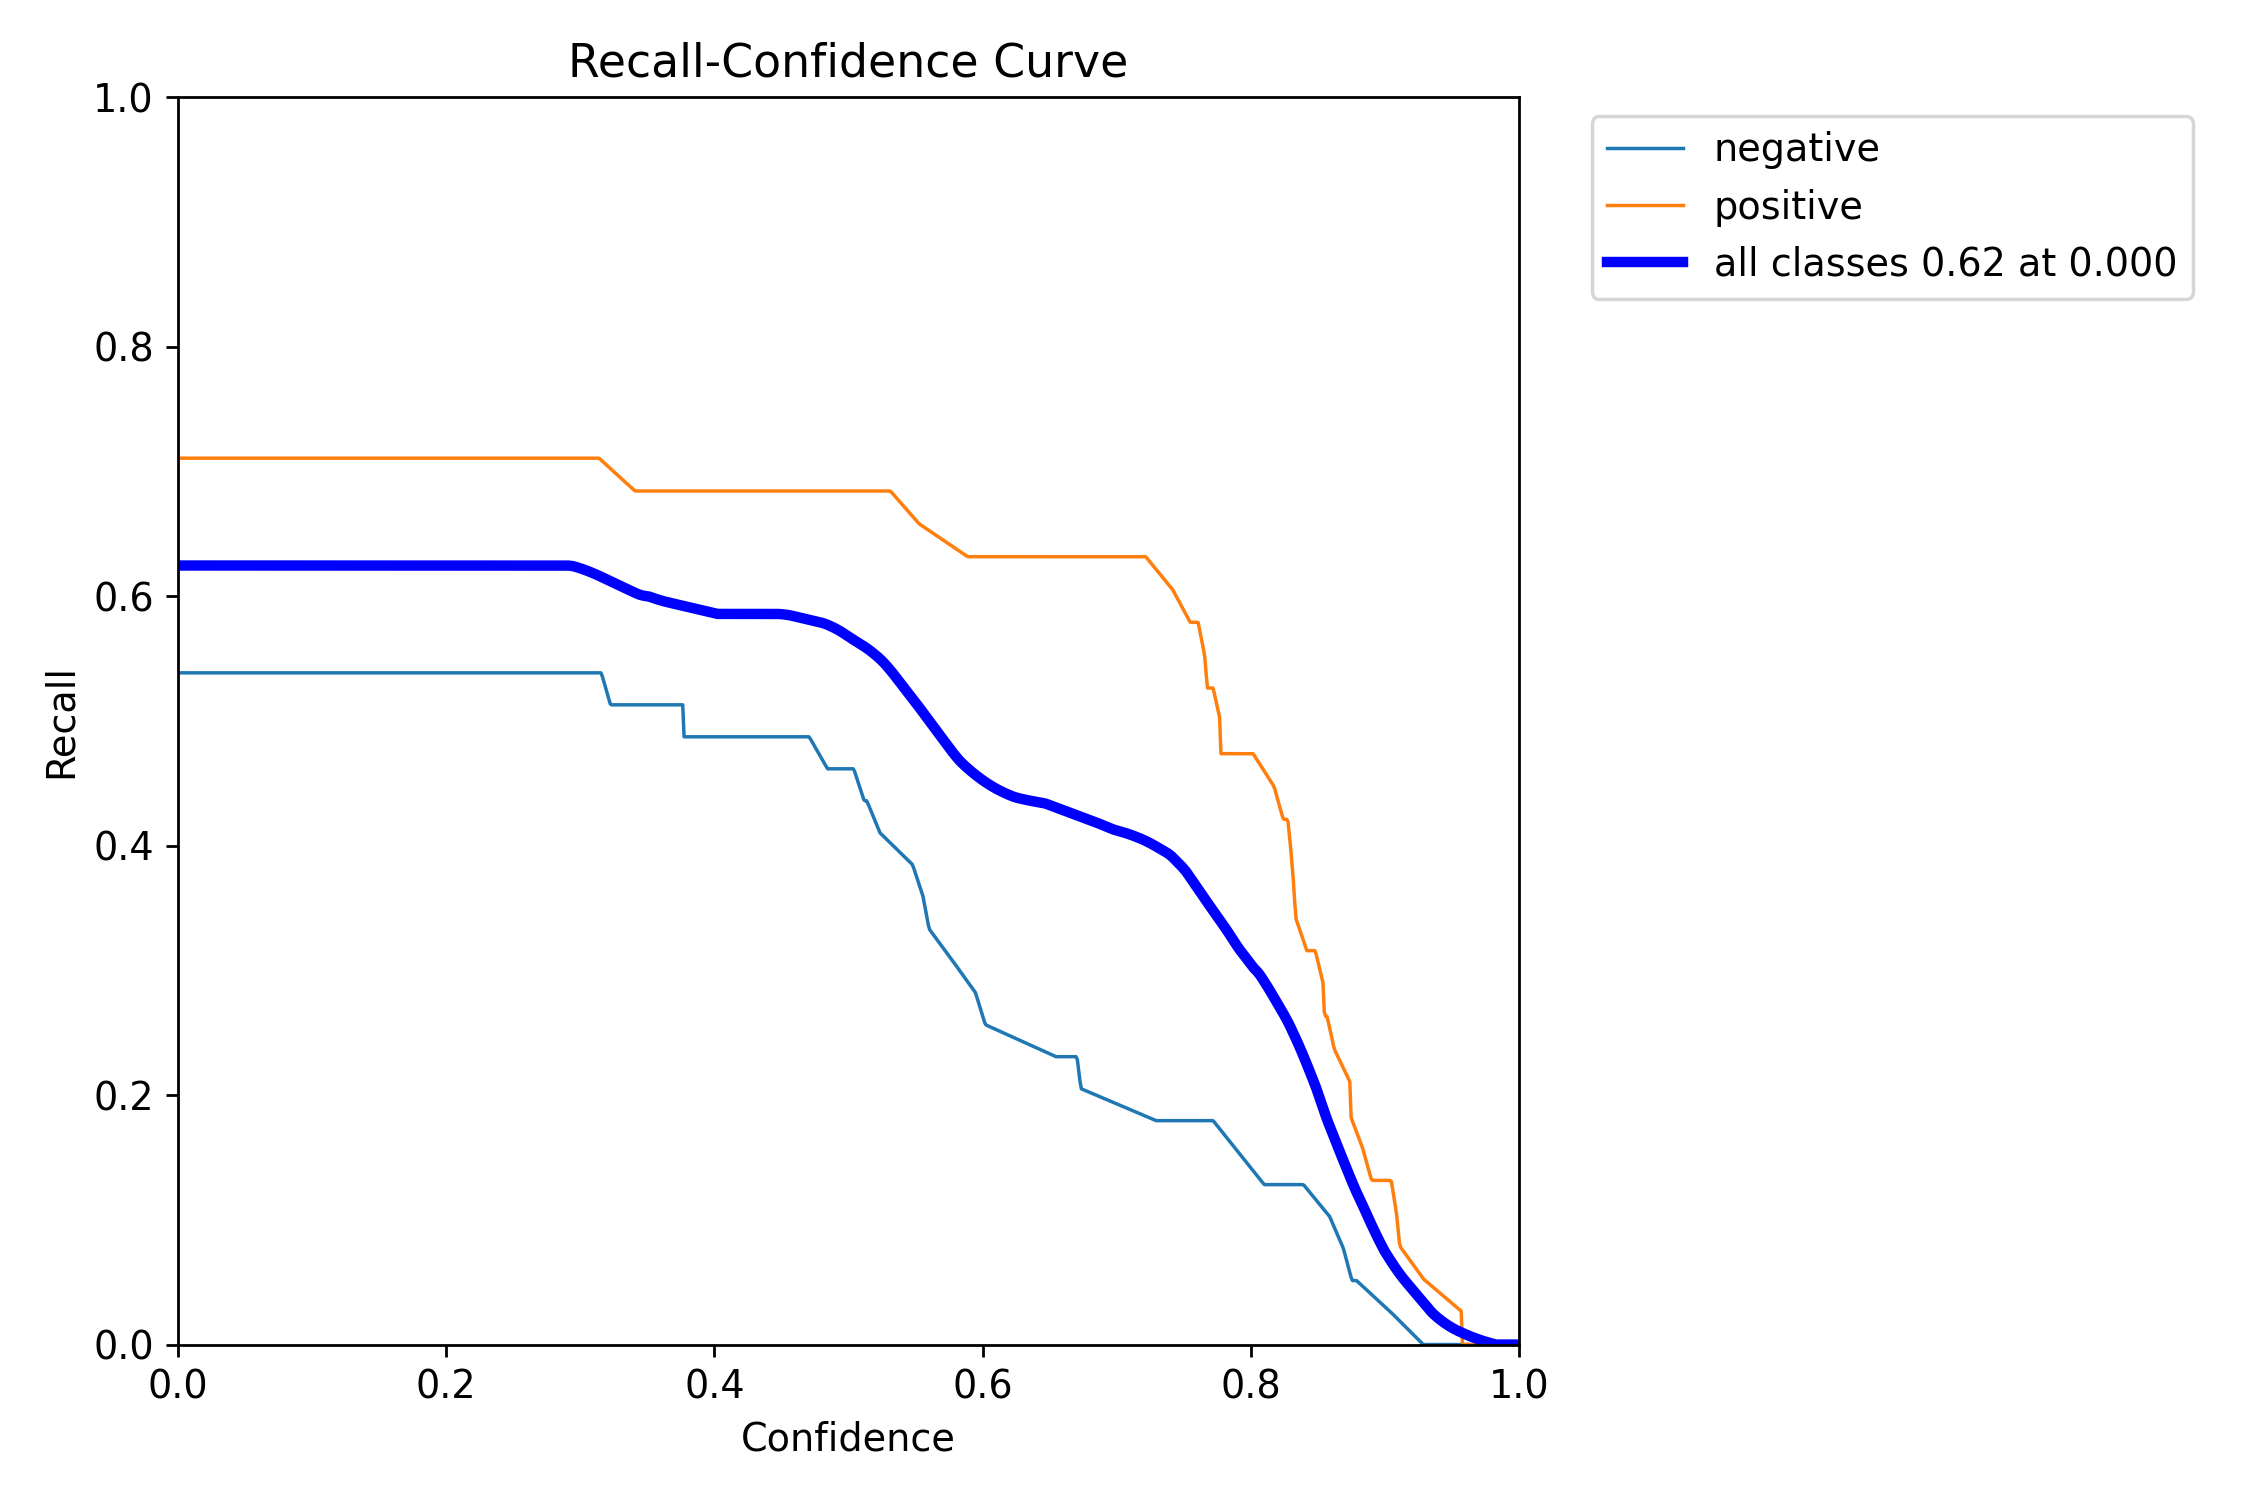 Recall-Confidence Curve
1.0
0.8
0.6
0.4
0.2
0.0
Recall
0.0 0.2 0.4 0.6 0.8 1.0
Confidence
negative
positive
all classes 0.62 at 0.000